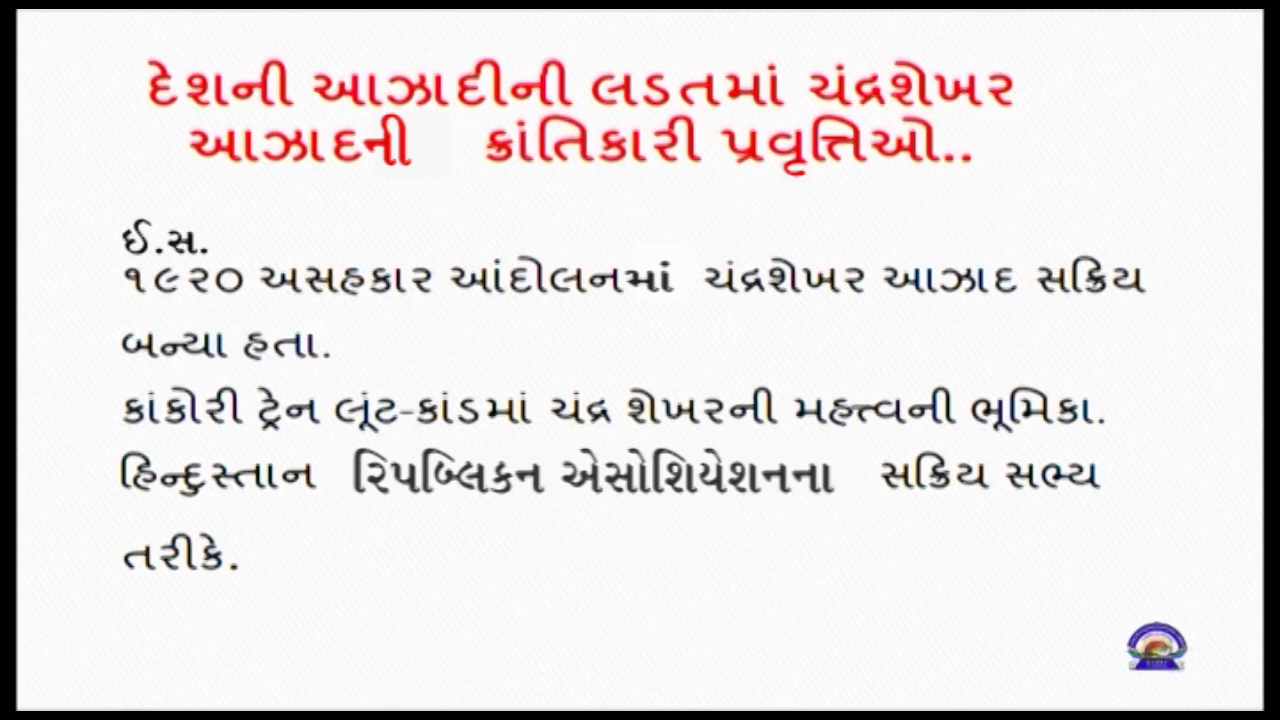 દેશની આઝાદીની લડતમાં ચંદ્રશેખર
આઝાદની ક્રાંતિકારી પ્રવૃત્તિઓ..
ઈ.સ.
૧૯૨૦ અસહકાર આંદોલનમાં ચંદ્રશેખર આઝાદ સક્રિય
બન્યા હતા.
કાંકોરી ટ્રેન લૂંટ-કાંડમાં ચંદ્ર શેખરની મહત્ત્વની ભૂમિકા.
હિન્દુસ્તાન રિપબ્લિકન એસોશિયેશનના સક્રિય સભ્ય
તરીકે.